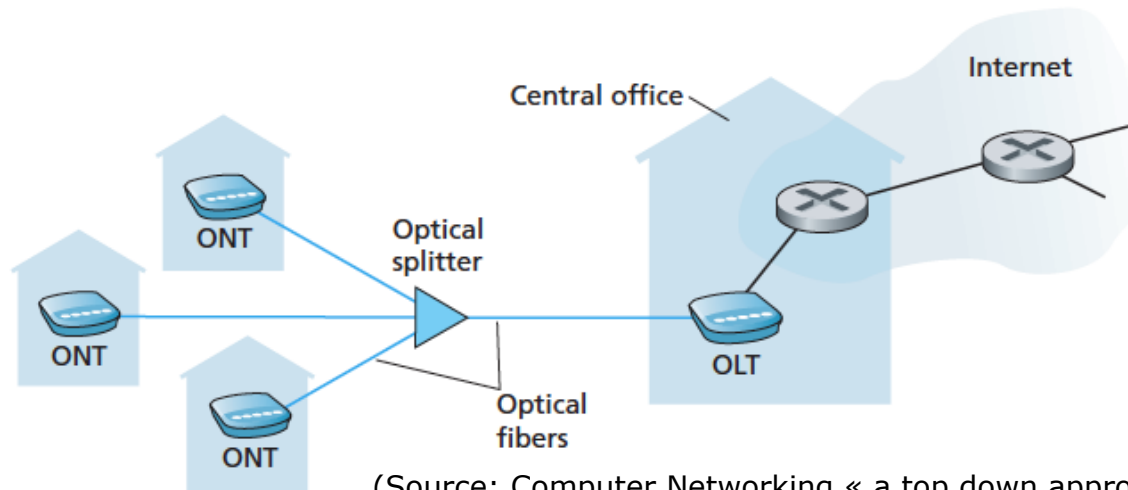 Internet
Central office
ONT
Optical
splitter
ONT
OLT
ONT
Optical
fibers
(Source: Computer Networking « a top down appro